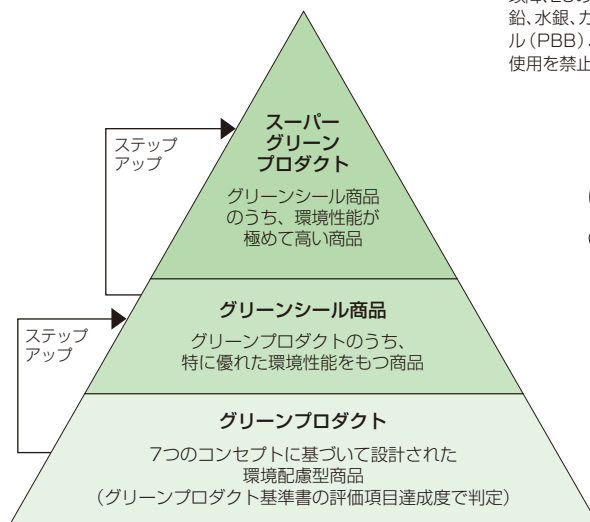 鉛、水銀、カ
ル(PBB)、
使用を禁止
スーパー
グリーン
プロダクト
グリーンシール商品
のうち、環境性能が
極めて高い商品
ステップ
アップ
グリーンシール商品
グリーンプロダクトのうち、
特に優れた環境性能をもつ商品
ステップ
アップ
グリーンプロダクト
7つのコンセプトに基づいて設計された
環境配慮型商品
(グリーンプロダクト基準書の評価項目達成度で判定)